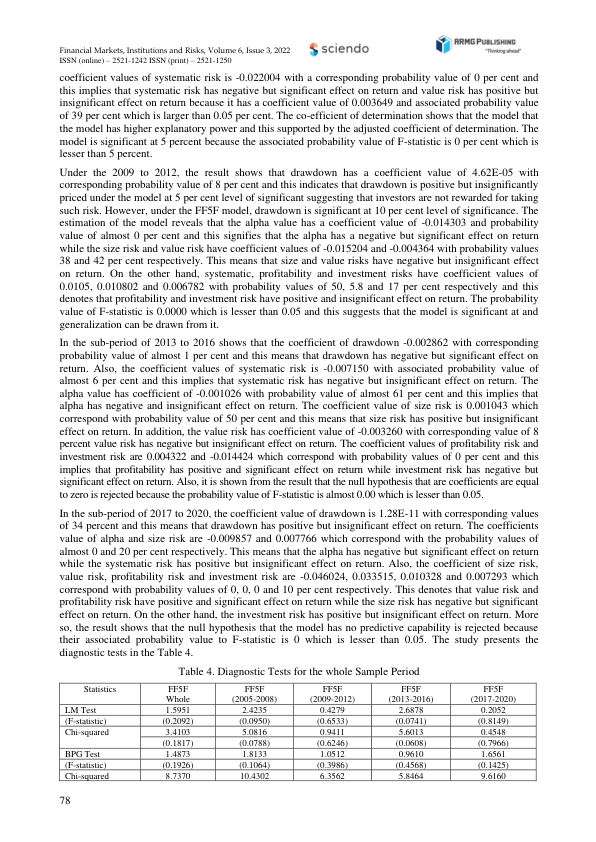 Financial Markets, Institutions and Risks, Volume 6, Issue 3, 2022
ISSN (online) – 2521-1242 ISSN (print) – 2521-1250
sciendo
ARMG PUBLISHING
"Thinking ahead"
coefficient values of systematic risk is -0.022004 with a corresponding probability value of 0 per cent and
this implies that systematic risk has negative but significant effect on return and value risk has positive but
insignificant effect on return because it has a coefficient of 0.003649 and associated probability value
of 39 per cent which is larger than 0.05 per cent. The co-efficient of determination shows that the model that
the model has higher explanatory power and this supported by the adjusted coefficient of determination. The
model is significant at 5 percent because the associated probability value of F-statistic is 0 per cent which is
lesser than 5 percent.
Under the 2009 to 2012, the result shows that drawdown has a coefficient value of 4.62E-05 with
corresponding probability value of 8 per cent and this indicates that drawdown is positive but insignificantly
priced under the model at 5 per cent level of significant suggesting that investors are not rewarded for taking
such risk. However, under the FF5F model, drawdown is significant at 10 per cent level of significance. The
estimation of the model reveals that the alpha value has a coefficient of -0.014303 and probability
value of almost 0 per cent and this signifies that the alpha has a negative but significant effect on return
while the size risk and value risk have coefficient values of -0.015204 and -0.004364 with probability values
38 and 42 per cent respectively. This means that size and value risks have negative but insignificant effect
on return. On the other hand, systematic, profitability and investment risks have coefficient values of
0.0105, 0.010802 and 0.006782 with probability values of 50, 5.8 and 17 per cent respectively and this
denotes that profitability and investment risk have positive and insignificant effect on return. The probability
value of F-statistic is 0.0000 which is lesser than 0.05 and this suggests that the model is significant at and
generalization can be drawn from it.
In the sub-period of 2013 to 2016 shows that the coefficient of drawdown -0.002862 with corresponding
probability value of almost 1 per cent and this means that drawdown has negative but significant effect on
return. Also, the coefficient values of systematic is -0.007150 with associated probability value of
almost 6 per cent and this implies that systematic risk has negative but insignificant effect on return. The
alpha value has coefficient of -0.001026 with probability value of almost 61 per cent and this implies that
alpha has negative and insignificant effect on return. The coefficient value of size risk is 0.001043 which
correspond with probability value of 50 per cent and this means that size risk has positive but insignificant
effect on return. In addition, the value risk has coefficient value of -0.003260 with corresponding value of 8
percent value risk has negative but insignificant effect on return. The coefficient values of profitability risk and
investment risk are 0.004322 and -0.014424 which correspond with probability values of 0 per cent and this
implies that profitability has positive and significant effect on return while investment risk has negative but
significant effect on return. Also, it is shown from the result that the null hypothesis that are coefficients are equal
to zero is rejected because the probability value of F-statistic is almost 0.00 which is lesser than 0.05.
In the sub-period of 2017 to 2020, the coefficient value of drawdown is 1.28E-11 with corresponding values
of 34 percent and this means that drawdown has positive but insignificant effect on return. The coefficients
value of alpha and size risk are -0.009857 and 0.007766 which correspond with the probability values of
almost 0 and 20 per cent respectively. This means that the alpha has negative but significant effect on return
while the systematic risk has positive but insignificant effect on return. Also, the coefficient of size risk,
value risk, profitability risk and investment risk are -0.046024, 0.033515, 0.010328 and 0.007293 which
correspond with probability values of 0, 0, 0 and 10 per cent respectively. This denotes that value risk and
profitability risk have positive and significant effect on return while the size risk has negative but significant
effect on return. On the other hand, the investment risk has positive but insignificant effect on return. More
so, the result shows that the null hypothesis that the model has no predictive capability is rejected because
their associated probability value to F-statistic is 0 which is lesser than 0.05. The study presents the
diagnostic tests in the Table 4.
Table 4. Diagnostic Tests for the whole Sample Period
Statistics FF5F Whole FF5F (2005-2008) FF5F (2009-2012) FF5F (2013-2016) FF5F (2017-2020)
LM Test 1.5951 2.4235 0.4279 2.6878 0.2052
(F-statistic) (0.2092) (0.0950) (0.6533) (0.0741) (0.8149)
Chi-squared 3.4103 5.0816 0.9411 5.6013 0.4548
(0.1817) (0.0788) (0.6246) (0.0608) (0.7966)
BPG Test 1.4873 1.8133 1.0512 0.9610 1.6561
(F-statistic) (0.1926) (0.1064) (0.3986) (0.4568) (0.1425)
Chi-squared 8.7370 10.4302 6.3562 5.8464 9.6160
78